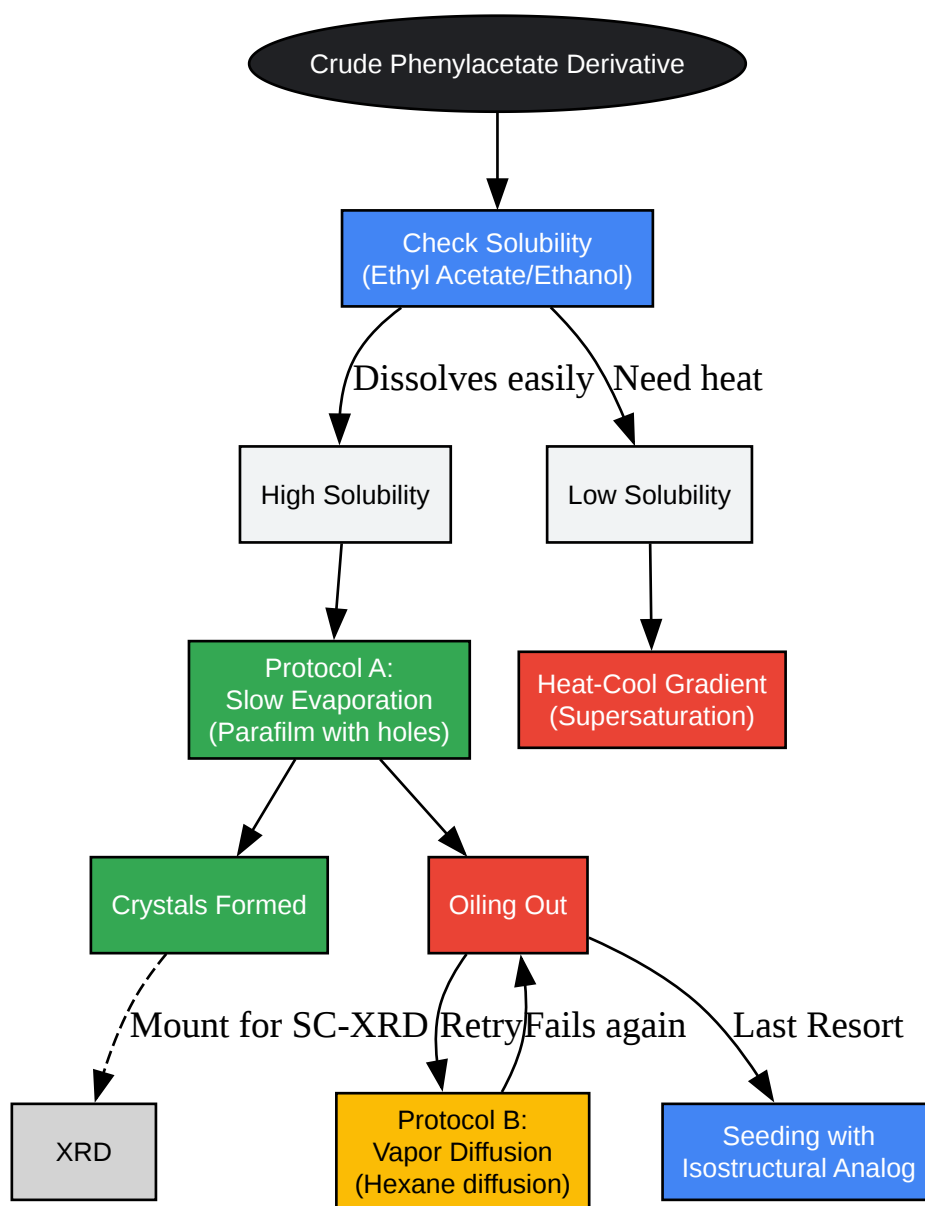 Crude Phenylacetate Derivative
Check Solubility
(Ethyl Acetate/Ethanol)
Dissolves easily
Need heat
High Solubility
Low Solubility
Protocol A:
Slow Evaporation
(Parafilm with holes)
Heat-Cool Gradient
(Supersaturation)
Crystals Formed
Oiling Out
Mount for SC-XRD
Retry
Fails again
Last Resort
XRD
Protocol B:
Vapor Diffusion
(Hexane diffusion)
Seeding with
Isostructural Analog